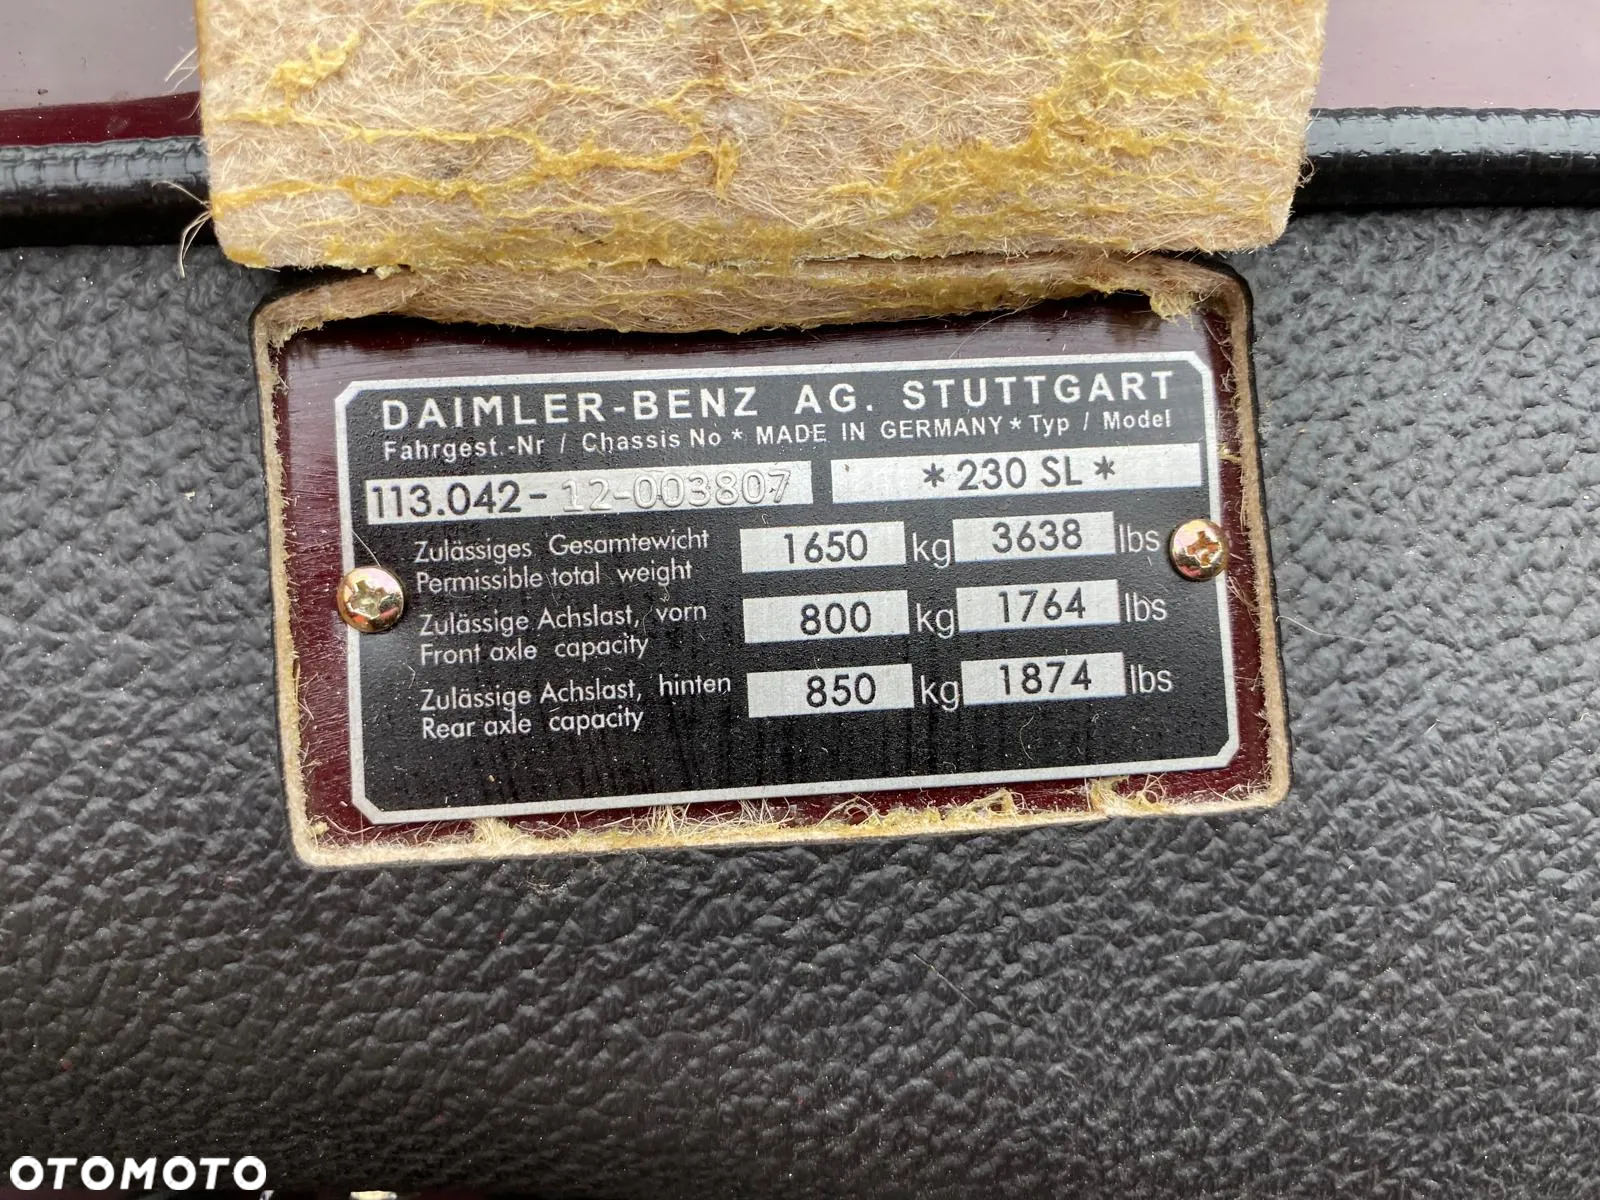 DAIMLER-BENZ AG. STUTTGART
Fahrgest.-Nr / Chassis No * MADE IN GERMANY * Typ / Model
113.042- 12-003807 * 230 SL *
Zulässiges Gesamtewicht 1650 kg 3638 lbs
Permissible total weight
Zulässige Achslast, vorn 800 kg 1764 lbs
Front axle capacity
Zulässige Achslast, hinten 850 kg 1874 lbs
Rear axle capacity
OTOMOTO